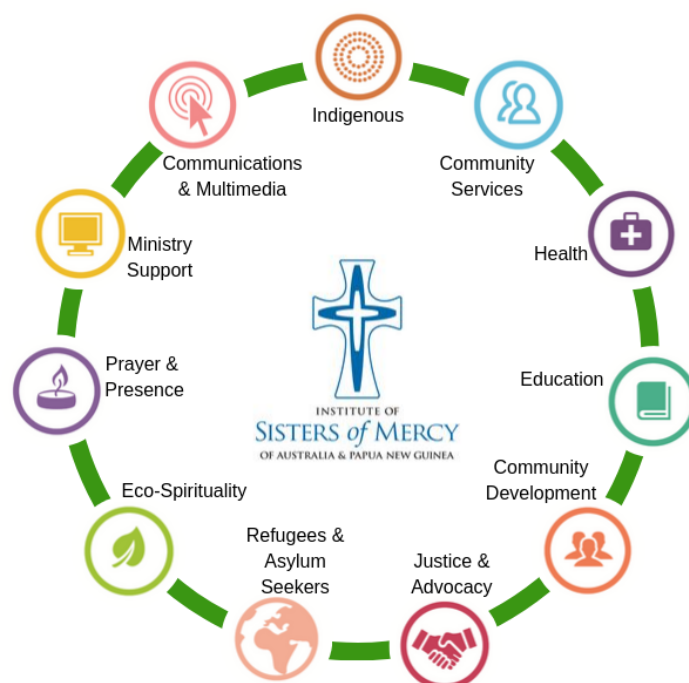 Indigenous
Communications
& Multimedia
Community
Services
Ministry
Support
Health
Prayer &
Presence
Education
INSTITUTE OF
SISTERS of MERCY
OF AUSTRALIA & PAPUA NEW GUINEA
Community
Development
Eco-Spirituality
Refugees &
Asylum
Seekers
Justice &
Advocacy